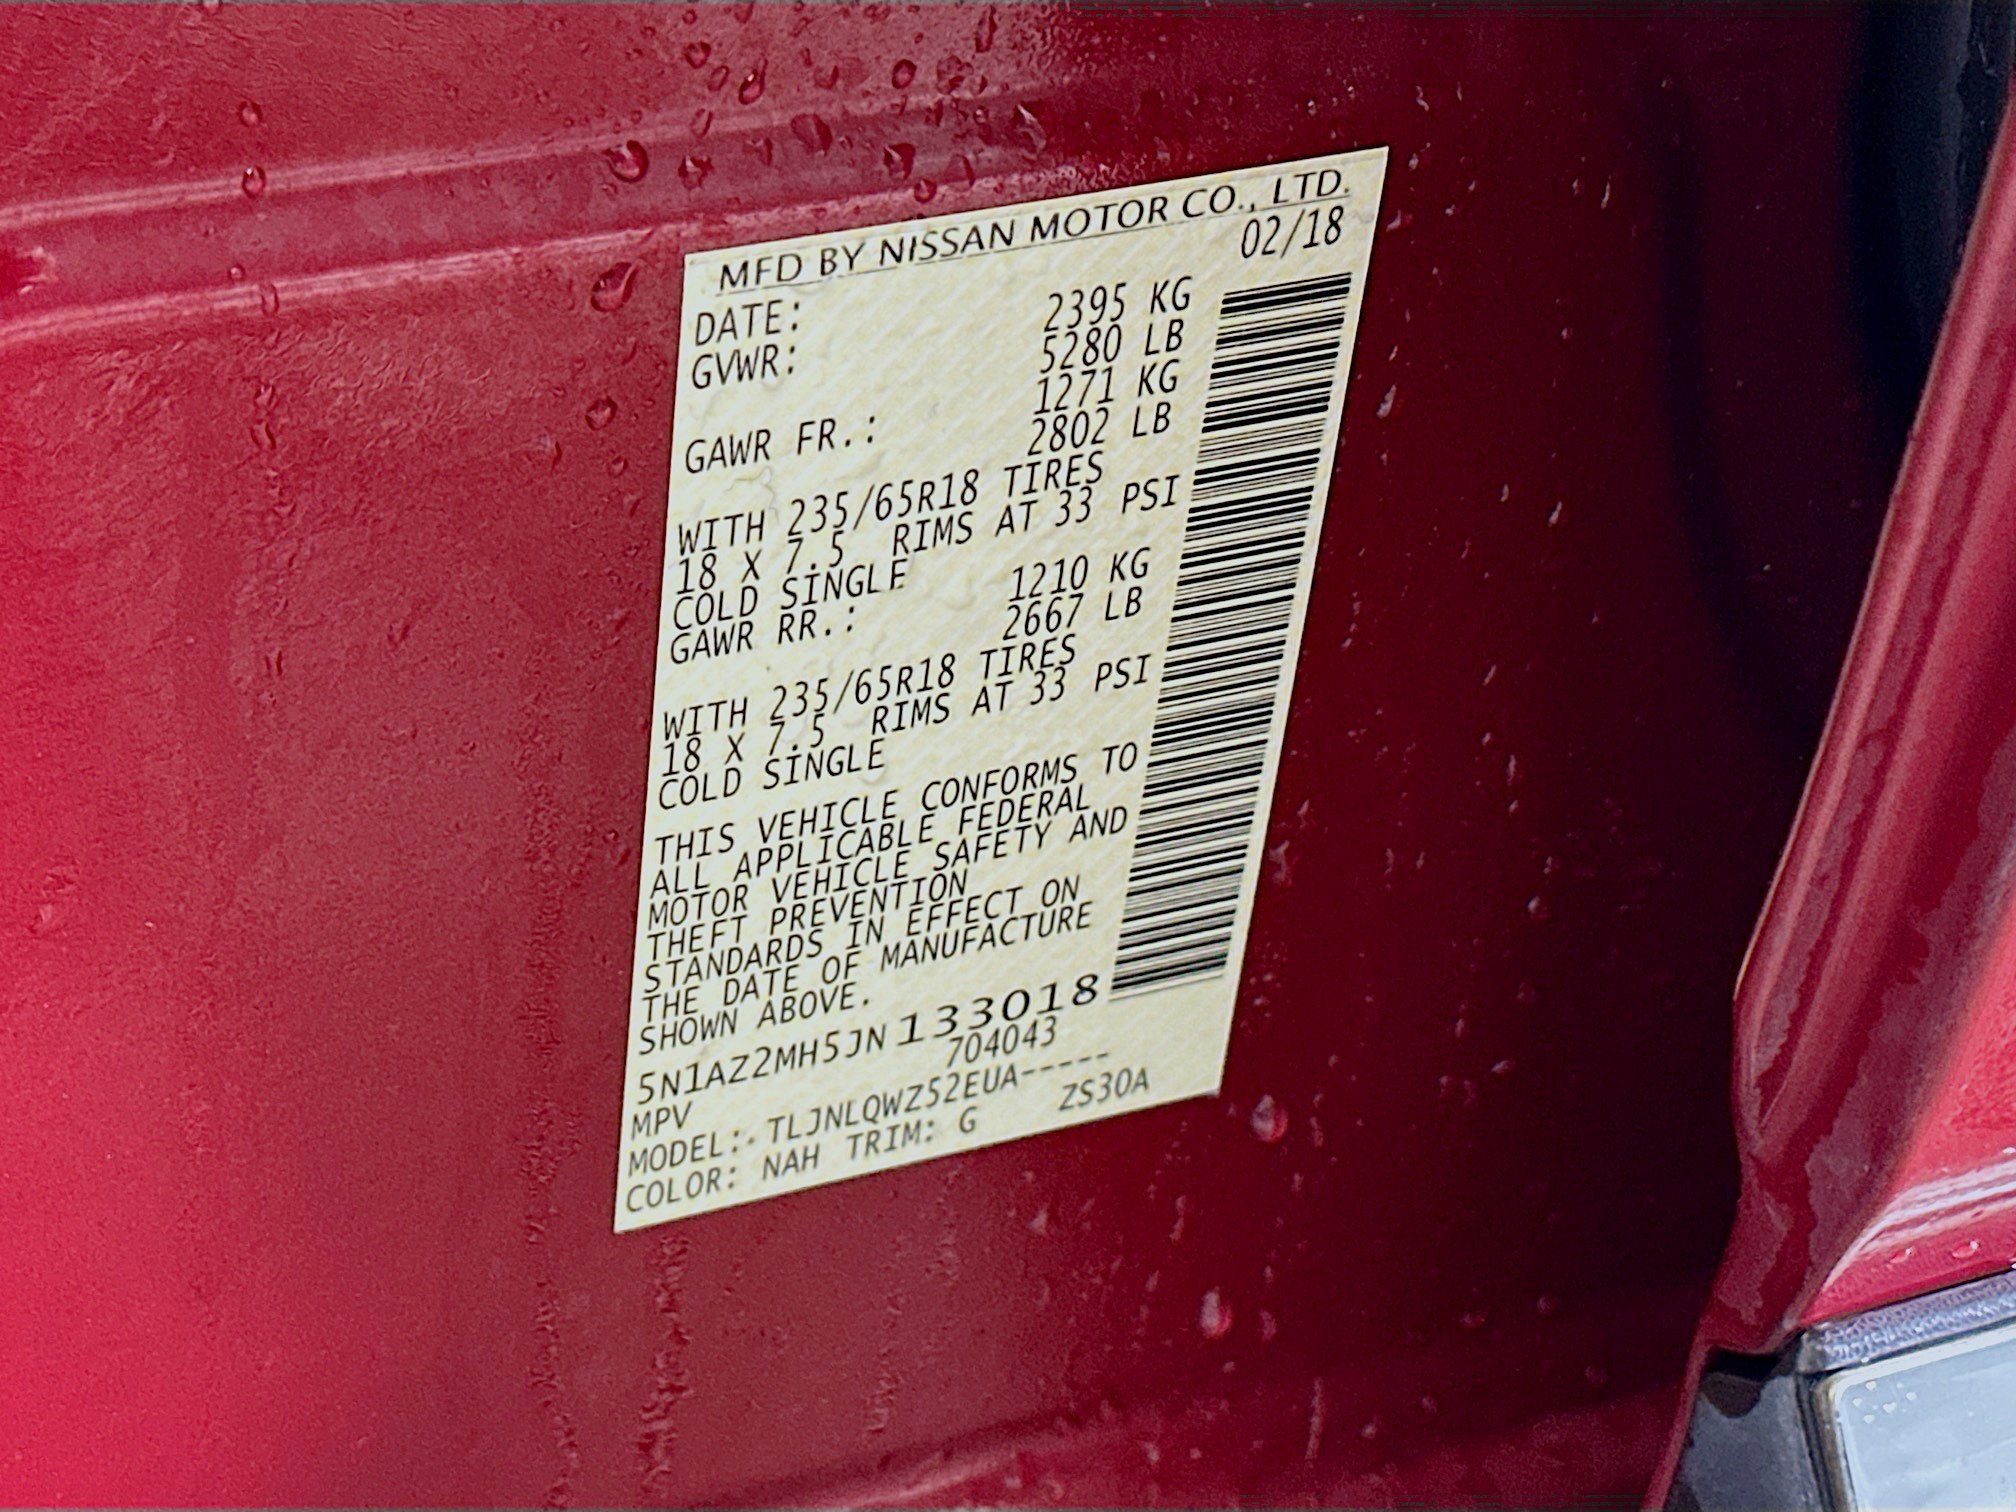 MFD BY NISSAN MOTOR CO., LTD.
DATE: 02/18
GVWR: 2395 KG
5280 LB
GAWR FR.: 1271 KG
2802 LB
WITH 235/65R18 TIRES
18 X 7.5 RIMS AT 33 PSI
COLD SINGLE
GAWR RR.: 1210 KG
2667 LB
WITH 235/65R18 TIRES
18 X 7.5 RIMS AT 33 PSI
COLD SINGLE
THIS VEHICLE CONFORMS TO
ALL APPLICABLE FEDERAL
MOTOR VEHICLE SAFETY AND
THEFT PREVENTION
STANDARDS IN EFFECT ON
THE DATE OF MANUFACTURE
SHOWN ABOVE.
5N1AZ2MH5JN133018
MPV 704043
MODEL: TLJNLQWZ52EUA-----
COLOR: NAH TRIM: G ZS30A